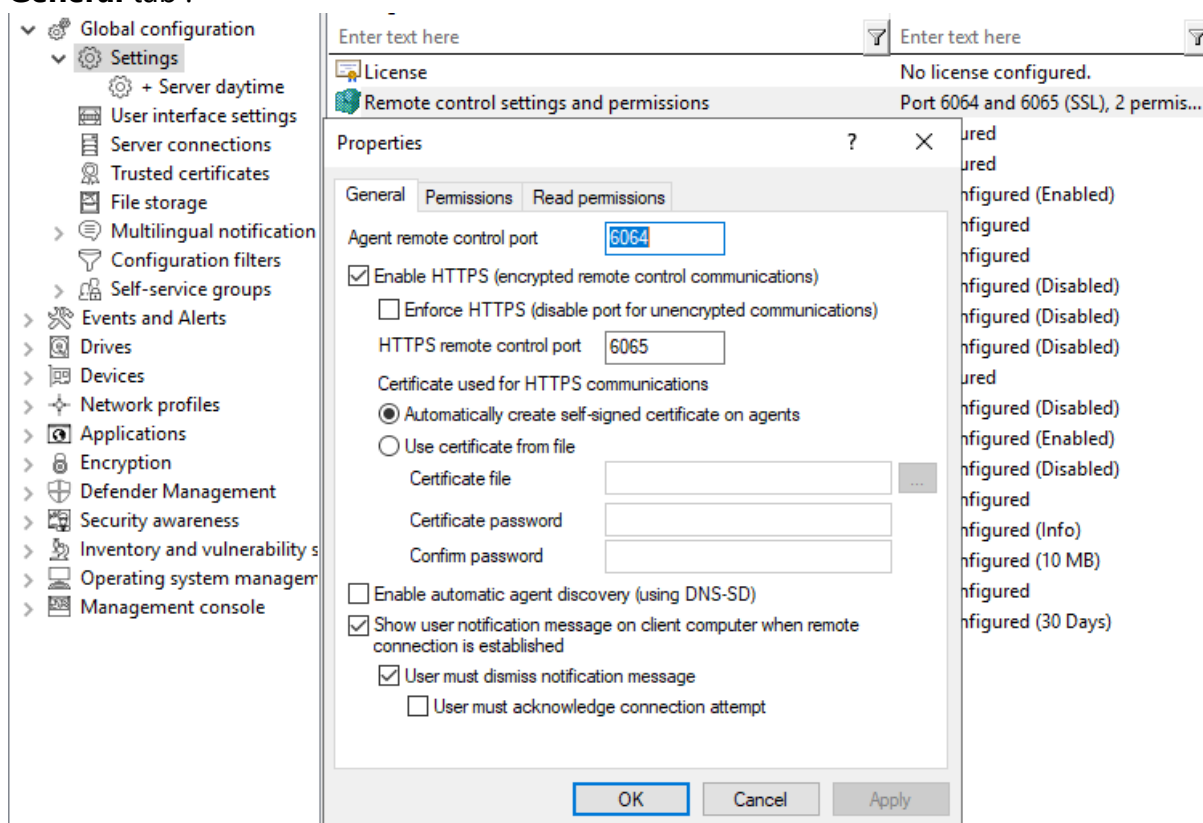 General tab :
Global configuration
Settings
+ Server daytime
User interface settings
Server connections
Trusted certificates
File storage
Multilingual notification
Configuration filters
Self-service groups
Events and Alerts
Drives
Devices
Network profiles
Applications
Encryption
Defender Management
Security awareness
Inventory and vulnerability s
Operating system managem
Management console
Enter text here Enter text here
License No license configured.
Remote control settings and permissions Port 6064 and 6065 (SSL), 2 permis...
Properties ?
General Permissions Read permissions
Agent remote control port 6064
Enable HTTPS (encrypted remote control communications)
Enforce HTTPS (disable port for unencrypted communications)
HTTPS remote control port 6065
Certificate used for HTTPS communications
Automatically create self-signed certificate on agents
Use certificate from file
Certificate file ...
Certificate password
Confirm password
Enable automatic agent discovery (using DNS-SD)
Show user notification message on client computer when remote
connection is established
User must dismiss notification message
User must acknowledge connection attempt
OK Cancel Apply
ured
ured
nfigured (Enabled)
nfigured
nfigured
nfigured (Disabled)
nfigured (Disabled)
nfigured (Disabled)
ured
nfigured (Disabled)
nfigured (Enabled)
nfigured (Disabled)
nfigured
nfigured (Info)
nfigured (10 MB)
nfigured
nfigured (30 Days)